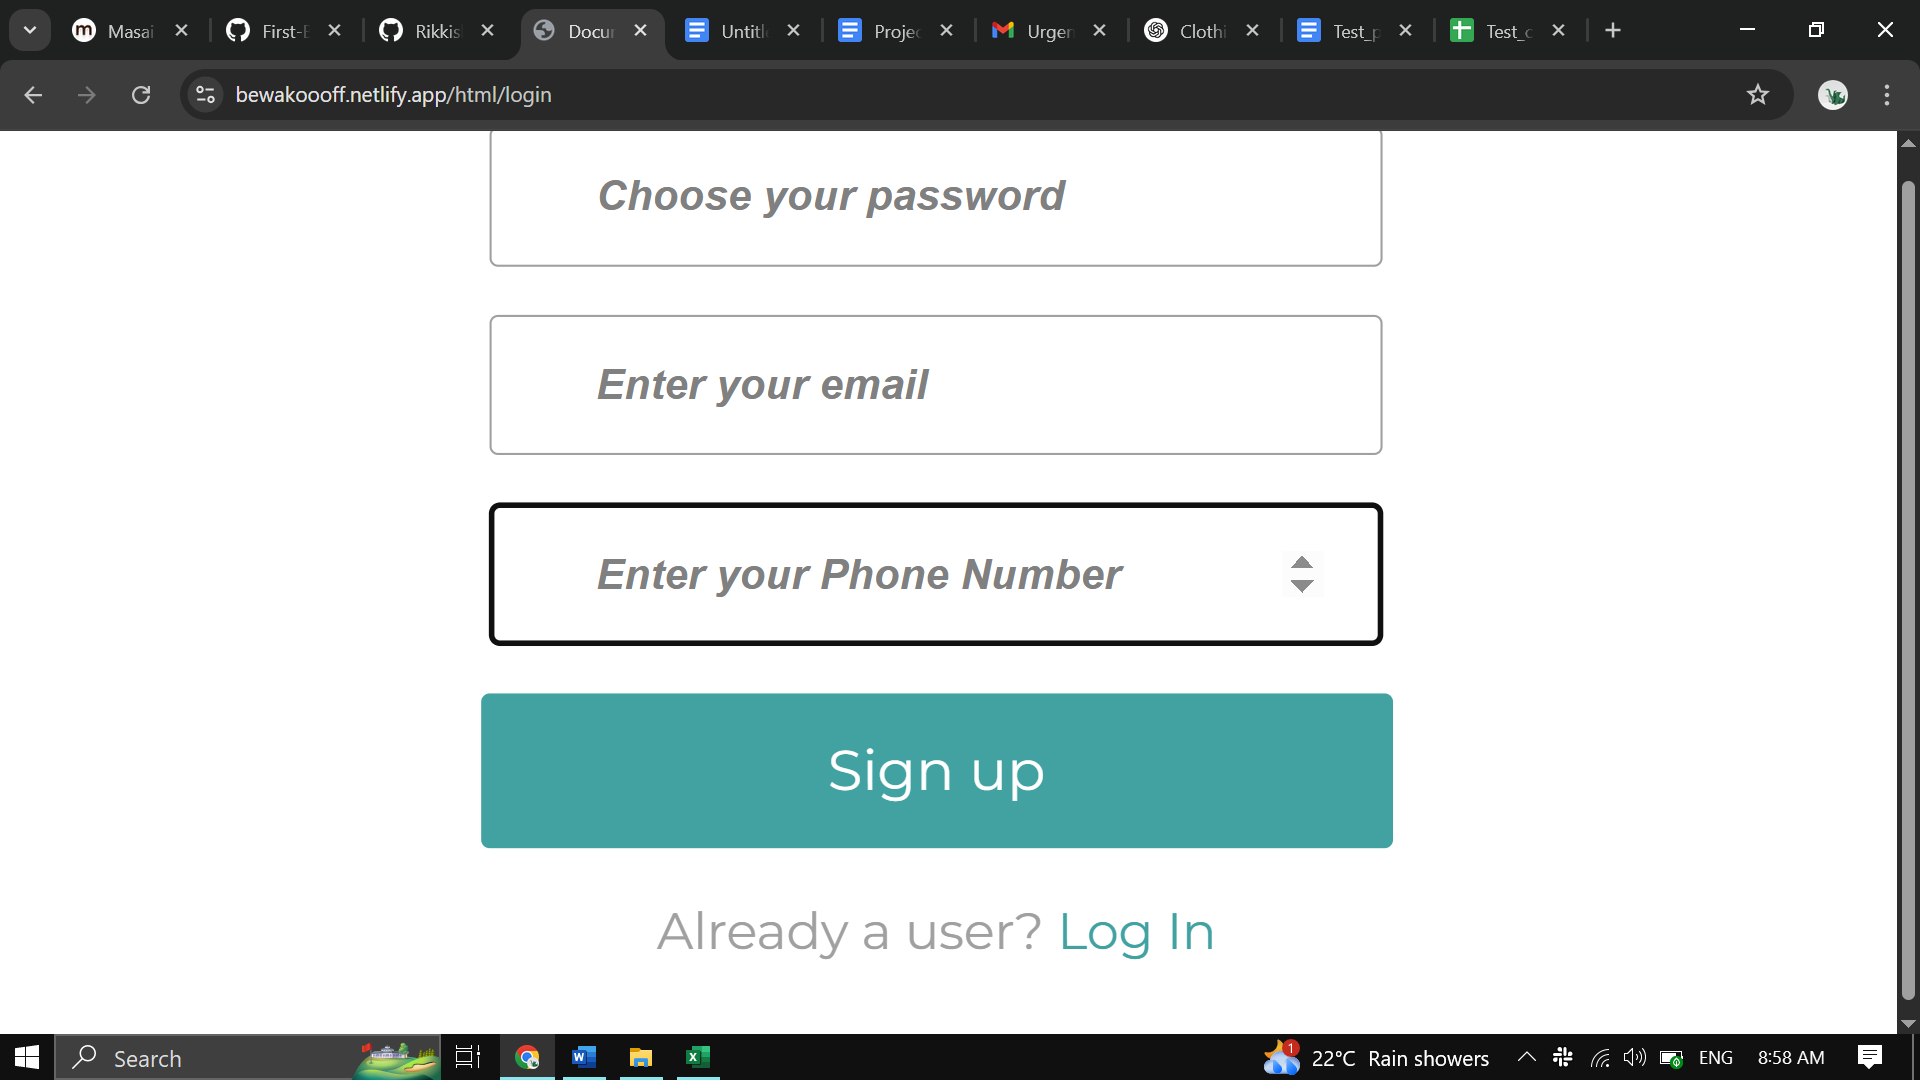 Masai
First-E
Rikkis
Docur
Untitl
Projec
Urgen
Clothi
Test_p
Test_c
bewakoooff.netlify.app/html/login
Choose your password
Enter your email
Enter your Phone Number
Sign up
Already a user? Log In
Search
1
22°C Rain showers
ENG
8:58 AM